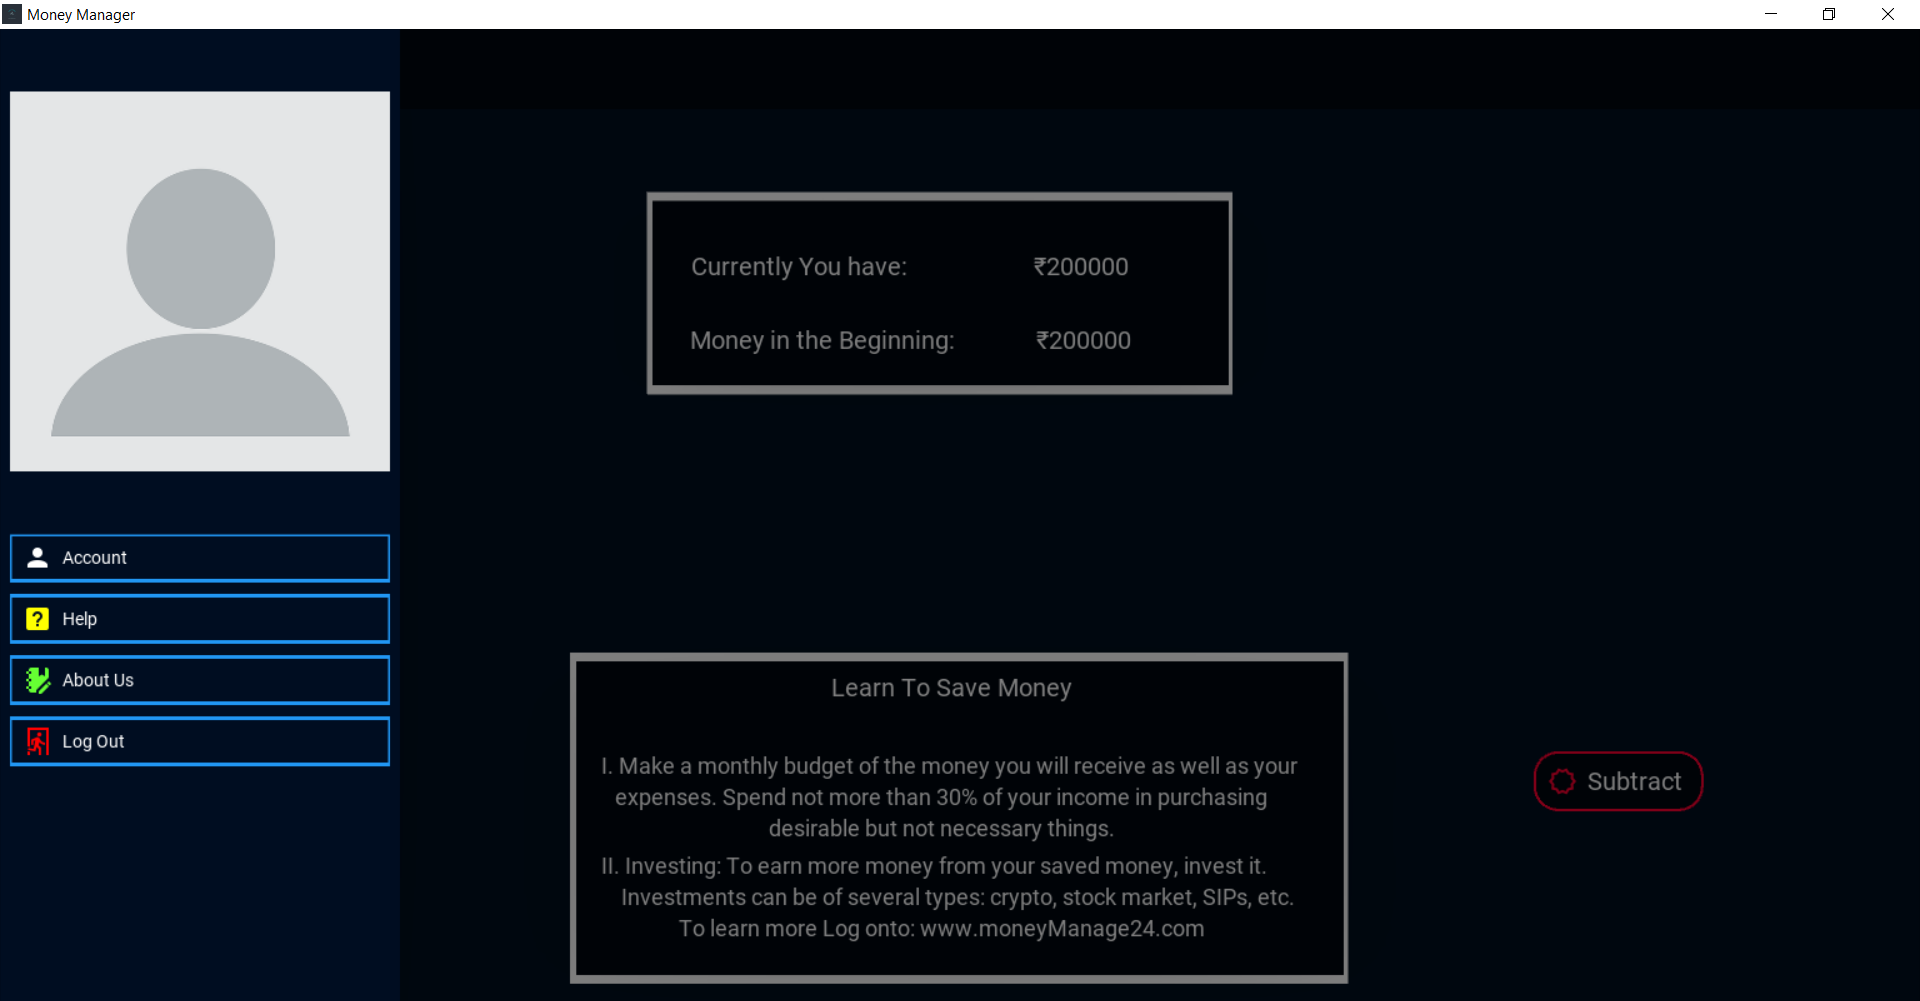 Money Manager
Currently You have: ₹200000
Money in the Beginning: ₹200000
Account
Help
About Us
Log Out
Learn To Save Money
I. Make a monthly budget of the money you will receive as well as your
expenses. Spend not more than 30% of your income in purchasing
desirable but not necessary things.
II. Investing: To earn more money from your saved money, invest it.
Investments can be of several types: crypto, stock market, SIPs, etc.
To learn more Log onto: www.moneyManage24.com
Subtract